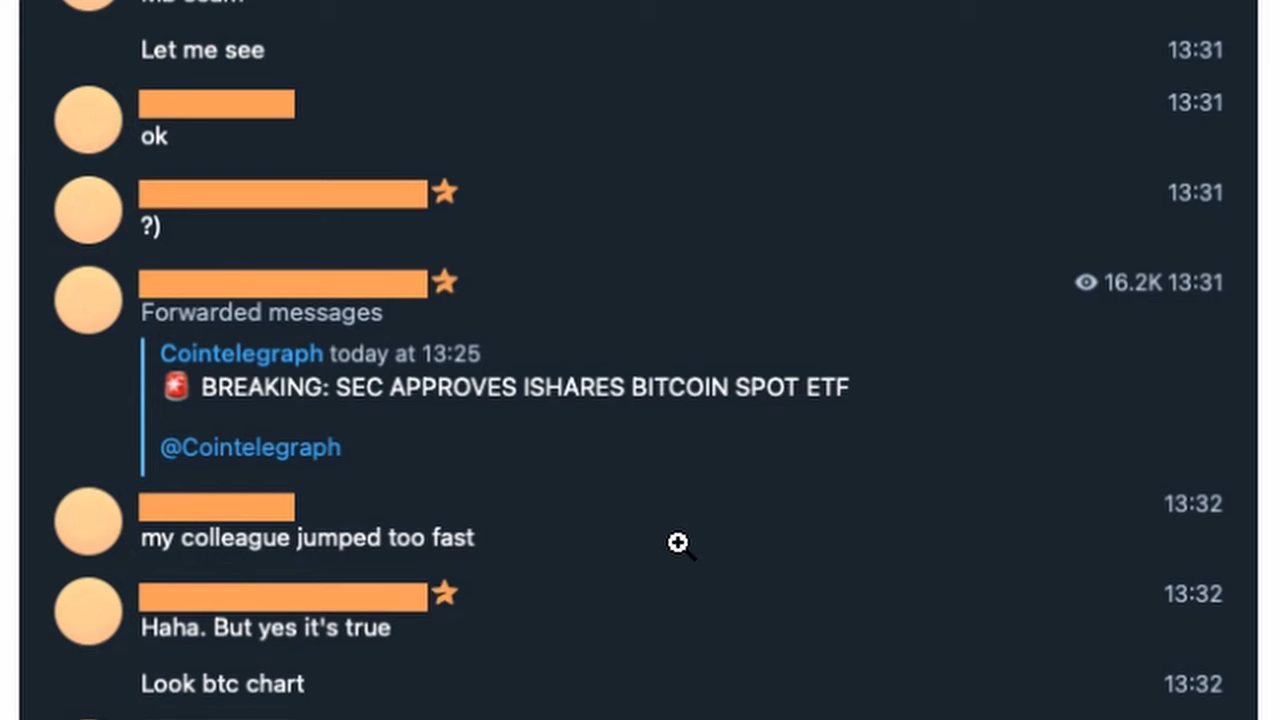 Let me see 13:31
13:31
ok
13:31
?)
16.2K 13:31
Forwarded messages
Cointelegraph today at 13:25
🚨 BREAKING: SEC APPROVES ISHARES BITCOIN SPOT ETF
@Cointelegraph
13:32
my colleague jumped too fast
13:32
Haha. But yes it's true
Look btc chart 13:32